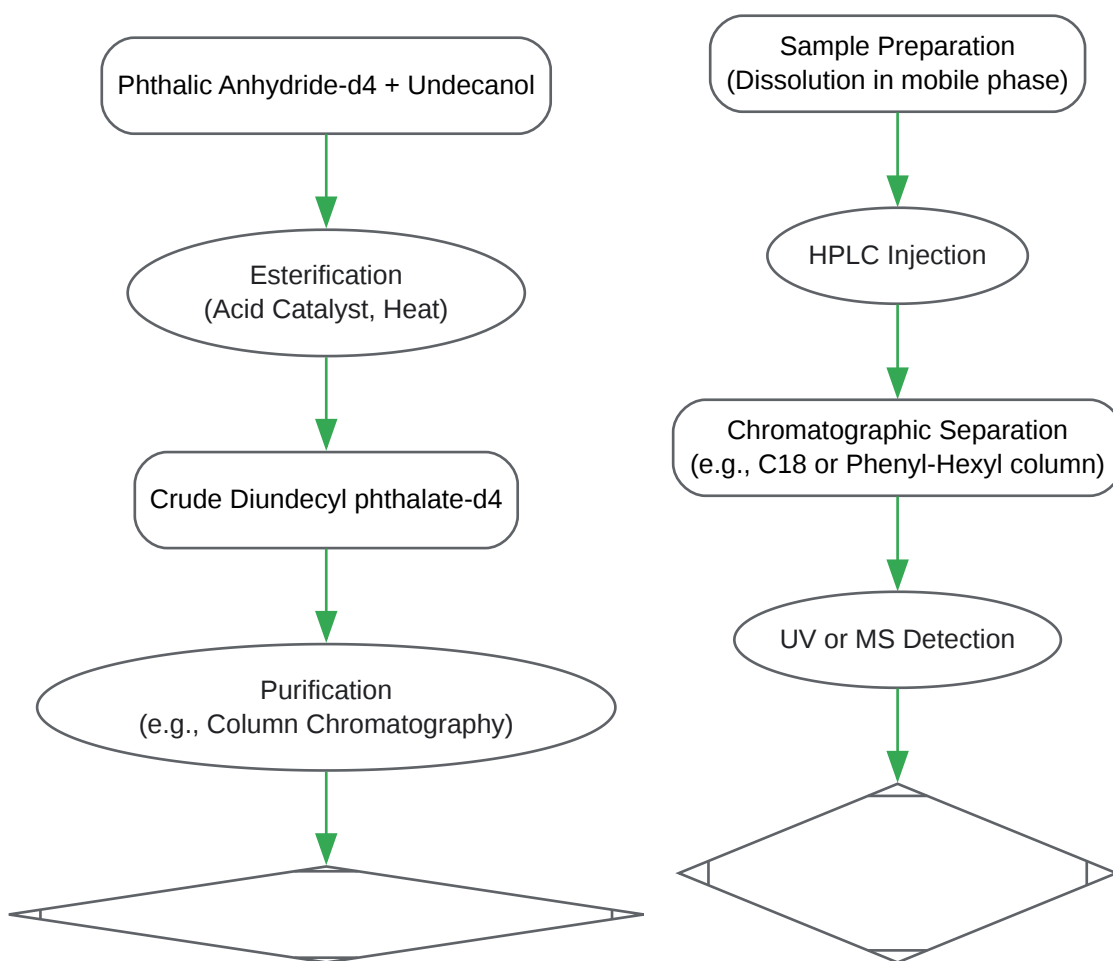 Phthalic Anhydride-d4 + Undecanol
Esterification
(Acid Catalyst, Heat)
Crude Diundecyl phthalate-d4
Purification
(e.g., Column Chromatography)
Sample Preparation
(Dissolution in mobile phase)
HPLC Injection
Chromatographic Separation
(e.g., C18 or Phenyl-Hexyl column)
UV or MS Detection